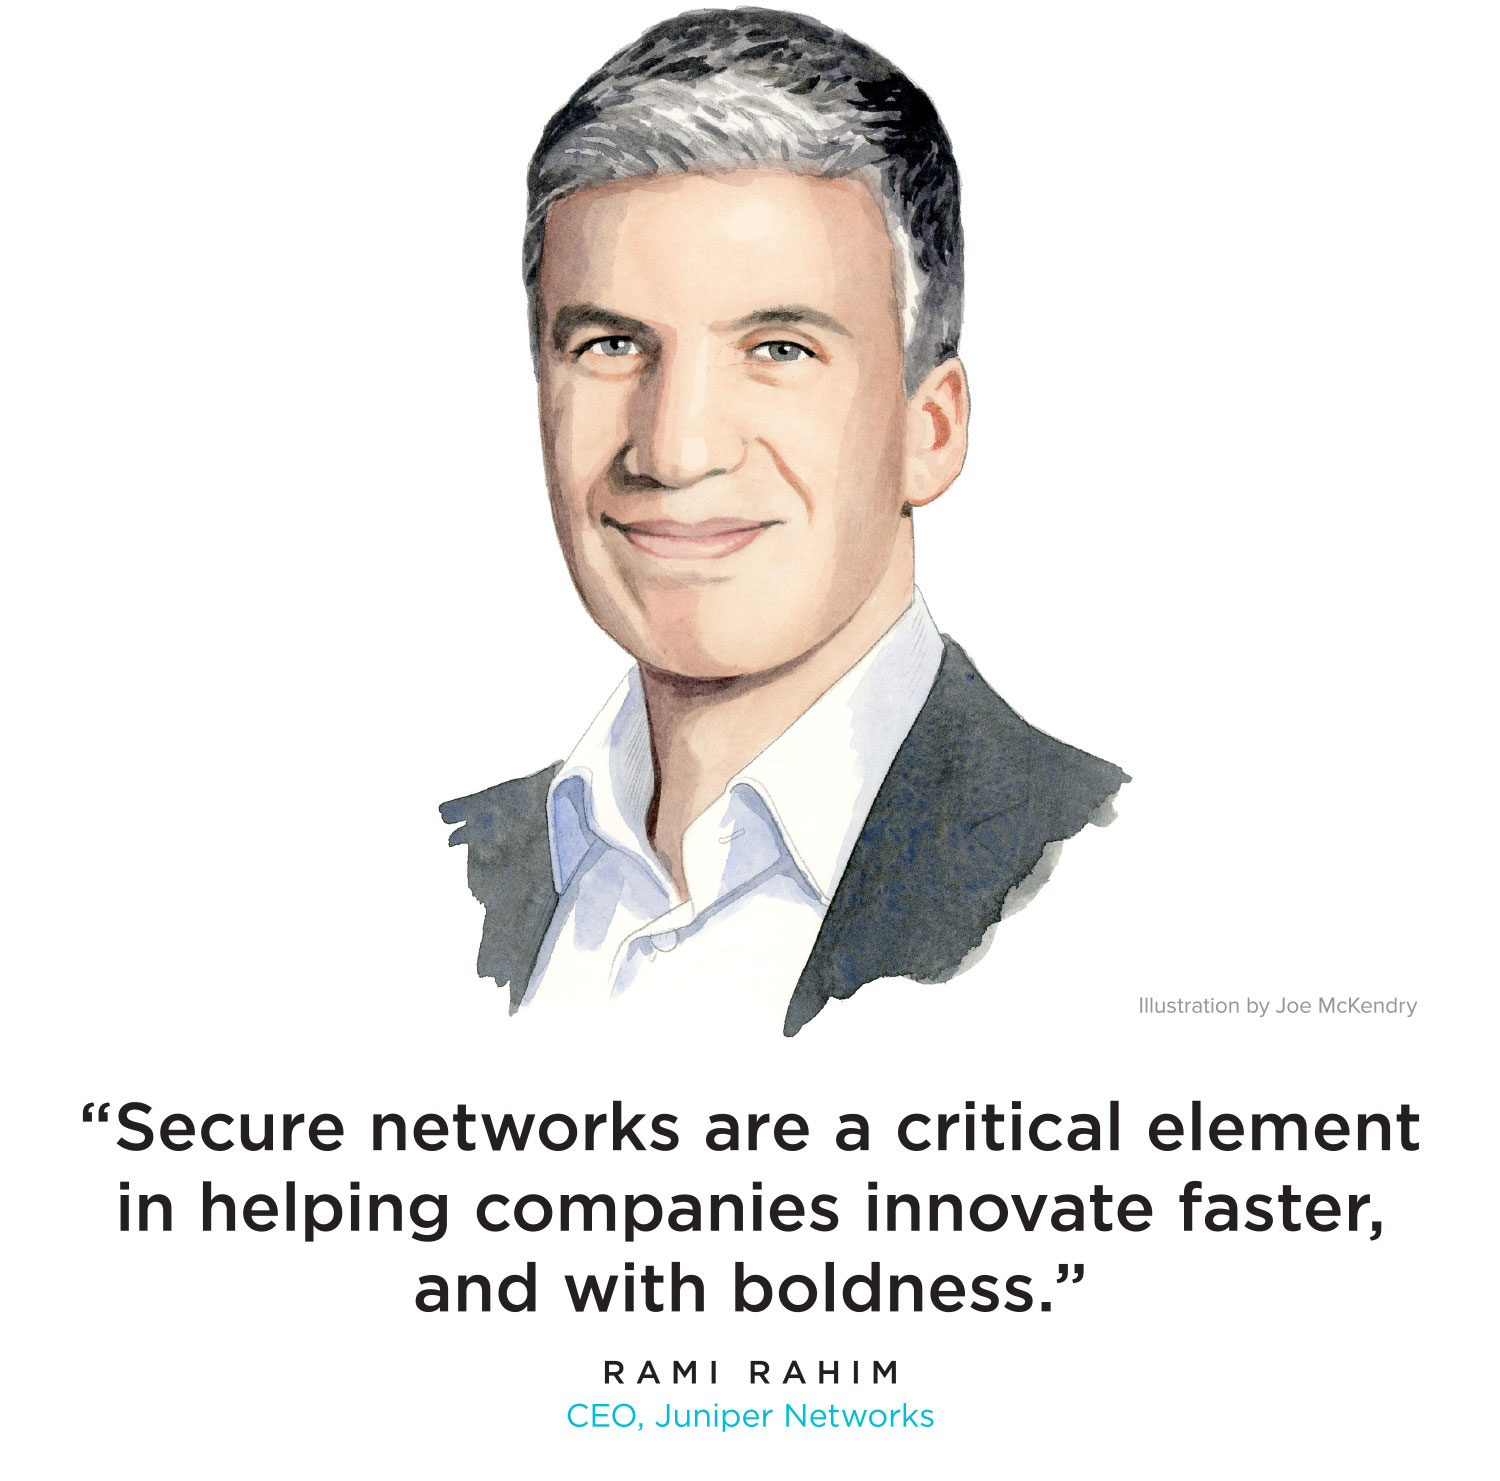 Illustration by Joe McKendry
“Secure networks are a critical element
in helping companies innovate faster,
and with boldness.”
RAMI RAHIM
CEO, Juniper Networks